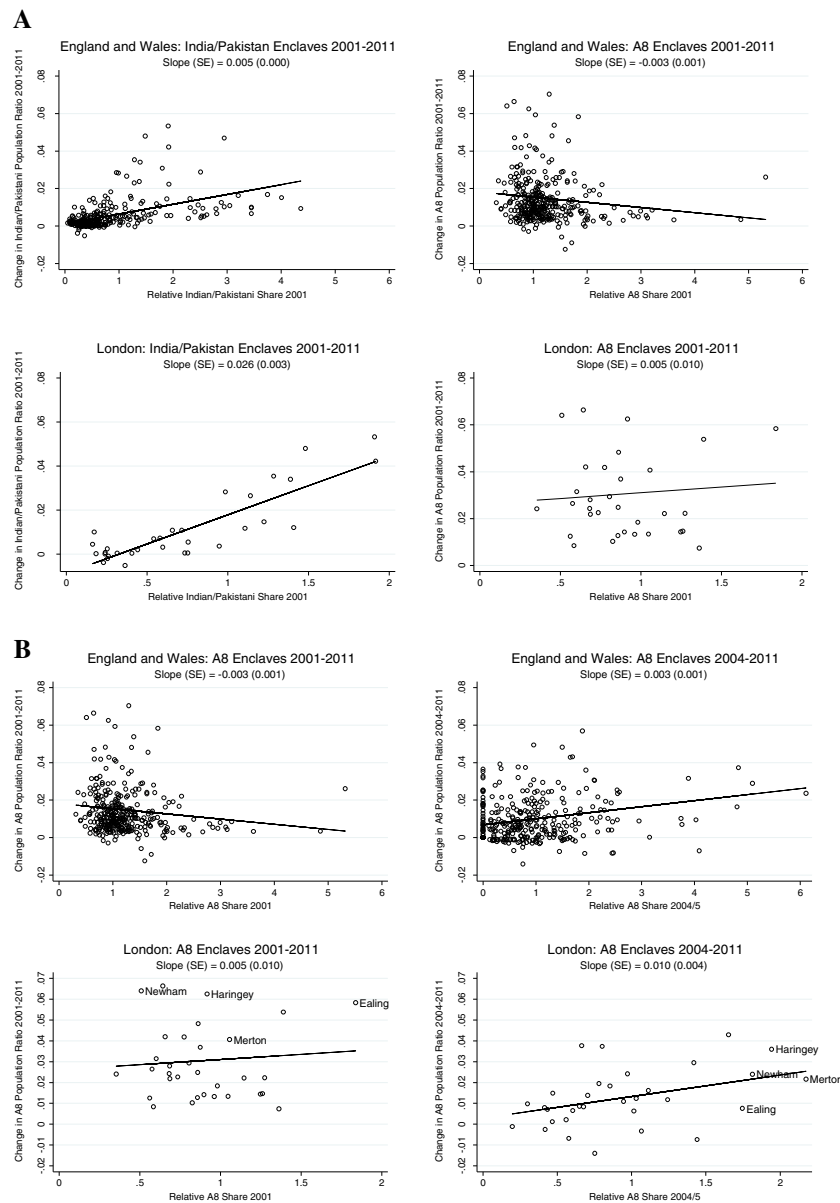 A
England and Wales: India/Pakistan Enclaves 2001-2011
Slope (SE) = 0.005 (0.000)
Change in Indian/Pakistani Population Ratio 2001-2011
-.02 0 .02 .04 .06 .08
0 1 2 3 4 5 6
Relative Indian/Pakistani Share 2001
England and Wales: A8 Enclaves 2001-2011
Slope (SE) = -0.003 (0.001)
Change in A8 Population Ratio 2001-2011
-.02 0 .02 .04 .06 .08
0 1 2 3 4 5 6
Relative A8 Share 2001
London: India/Pakistan Enclaves 2001-2011
Slope (SE) = 0.026 (0.003)
Change in Indian/Pakistani Population Ratio 2001-2011
0 .02 .04 .06 .08
0 .5 1 1.5 2
Relative Indian/Pakistani Share 2001
London: A8 Enclaves 2001-2011
Slope (SE) = 0.005 (0.010)
Change in A8 Population Ratio 2001-2011
0 .02 .04 .06 .08
0 .5 1 1.5 2
Relative A8 Share 2001
B
England and Wales: A8 Enclaves 2001-2011
Slope (SE) = -0.003 (0.001)
Change in A8 Population Ratio 2001-2011
-.02 0 .02 .04 .06 .08
0 1 2 3 4 5 6
Relative A8 Share 2001
England and Wales: A8 Enclaves 2004-2011
Slope (SE) = 0.003 (0.001)
Change in A8 Population Ratio 2004-2011
-.02 0 .02 .04 .06 .08
0 1 2 3 4 5 6
Relative A8 Share 2004/5
London: A8 Enclaves 2001-2011
Slope (SE) = 0.005 (0.010)
Change in A8 Population Ratio 2001-2011
-.02 -.01 0 .01 .02 .03 .04 .05 .06 .07
Newham
Haringey
Ealing
Merton
0 .5 1 1.5 2
Relative A8 Share 2001
London: A8 Enclaves 2004-2011
Slope (SE) = 0.010 (0.004)
Change in A8 Population Ratio 2004-2011
-.02 -.01 0 .01 .02 .03 .04 .05 .06 .07
Haringey
Newham
Merton
Ealing
0 .5 1 1.5 2
Relative A8 Share 2004/5